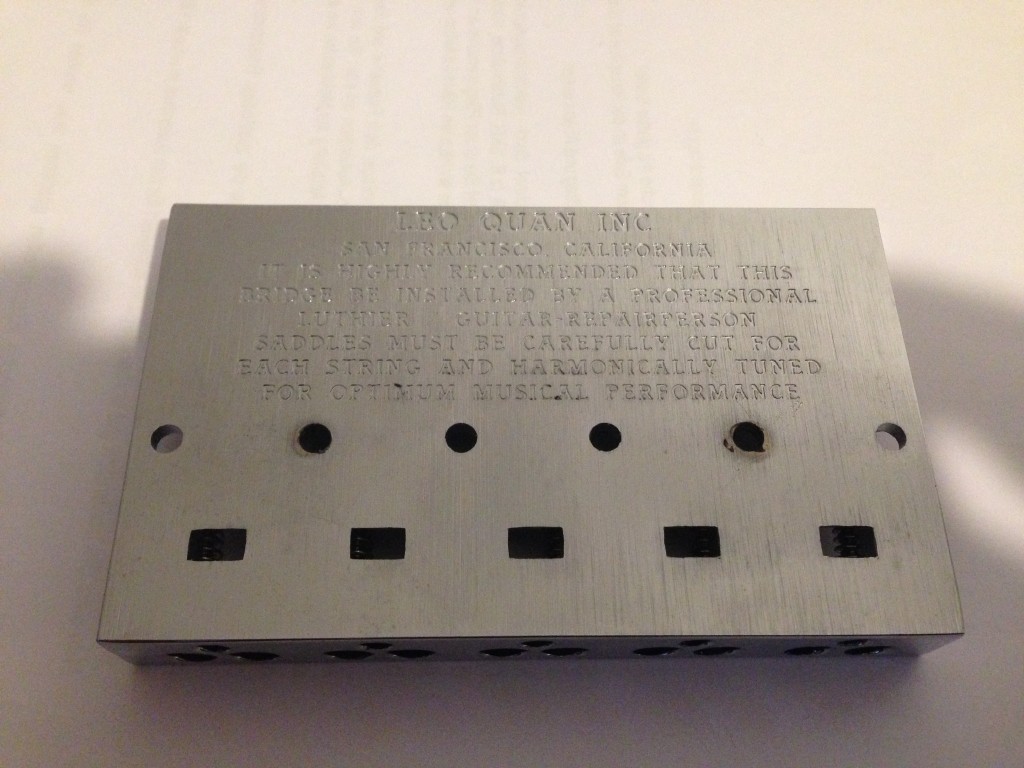 LEO QUAN INC
SAN FRANCISCO, CALIFORNIA
IT IS HIGHLY RECOMMENDED THAT THIS
BRIDGE BE INSTALLED BY A PROFESSIONAL
LUTHIER GUITAR-REPAIRPERSON
SADDLES MUST BE CAREFULLY CUT FOR
EACH STRING AND HARMONICALLY TUNED
FOR OPTIMUM MUSICAL PERFORMANCE